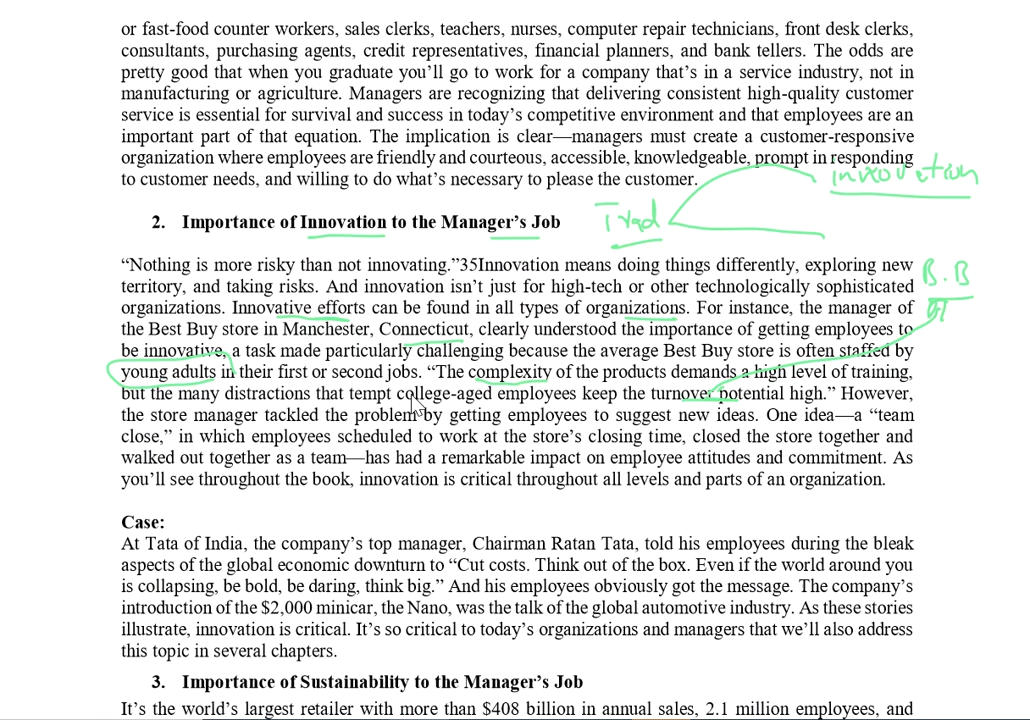 or fast-food counter workers, sales clerks, teachers, nurses, computer repair technicians, front desk clerks,
consultants, purchasing agents, credit representatives, financial planners, and bank tellers. The odds are
pretty good that when you graduate you'll go to work for a company that's in a service industry, not in
manufacturing or agriculture. Managers are recognizing that delivering consistent high-quality customer
service is essential for survival and success in today's competitive environment and that employees are an
important part of that equation. The implication is clear—managers must create a customer-responsive
organization where employees are friendly and courteous, accessible, knowledgeable, prompt in responding
to customer needs, and willing to do what's necessary to please the customer.
2. Importance of Innovation to the Manager's Job
Trad
“Nothing is more risky than not innovating.”35Innovation means doing things differently, exploring new
B.B
territory, and taking risks. And innovation isn't just for high-tech or other technologically sophisticated
organizations. Innovative efforts can be found in all types of organizations. For instance, the manager of
the Best Buy store in Manchester, Connecticut, clearly understood the importance of getting employees to
be innovative, a task made particularly challenging because the average Best Buy store is often staffed by
young adults in their first or second jobs. “The complexity of the products demands a high level of training,
but the many distractions that tempt college-aged employees keep the turnover potential high.” However,
the store manager tackled the problem by getting employees to suggest new ideas. One idea—a “team
close,” in which employees scheduled to work at the store's closing time, closed the store together and
walked out together as a team—has had a remarkable impact on employee attitudes and commitment. As
you'll see throughout the book, innovation is critical throughout all levels and parts of an organization.
Case:
At Tata of India, the company's top manager, Chairman Ratan Tata, told his employees during the bleak
aspects of the global economic downturn to “Cut costs. Think out of the box. Even if the world around you
is collapsing, be bold, be daring, think big.” And his employees obviously got the message. The company's
introduction of the $2,000 minicar, the Nano, was the talk of the global automotive industry. As these stories
illustrate, innovation is critical. It's so critical to today's organizations and managers that we'll also address
this topic in several chapters.
3. Importance of Sustainability to the Manager's Job
It's the world's largest retailer with more than $408 billion in annual sales, 2.1 million employees, and